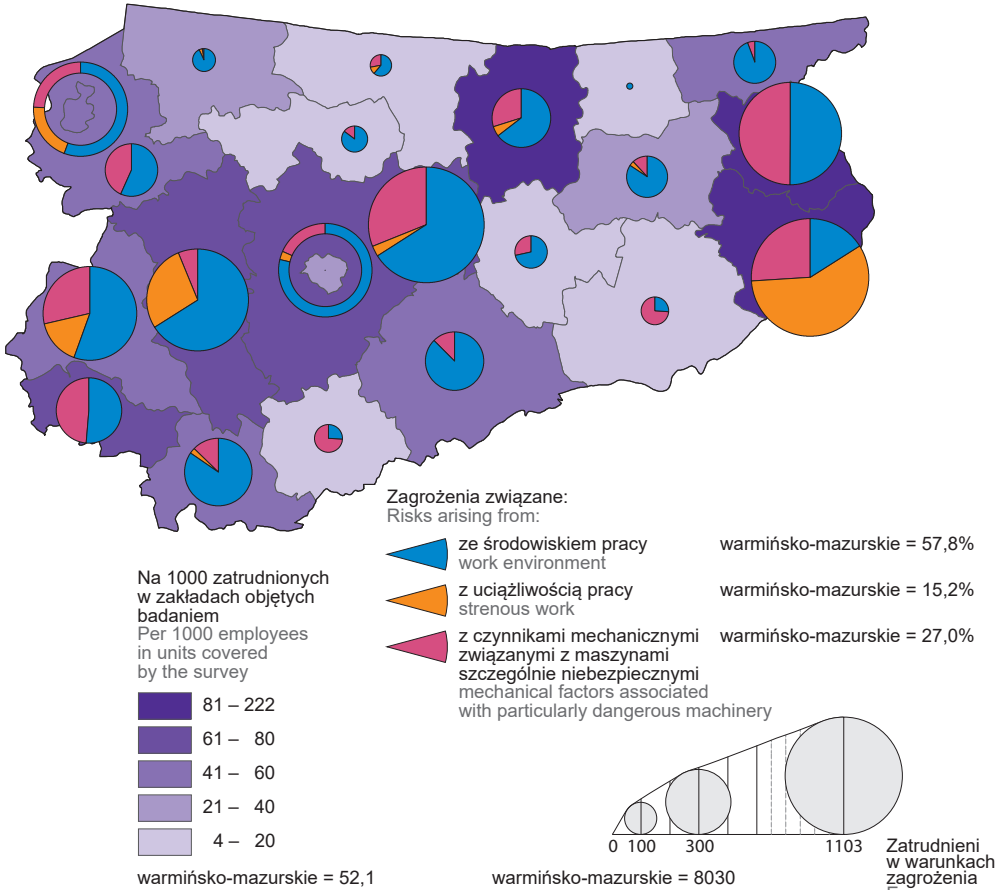 Zagrożenia związane:
Risks arising from:
ze środowiskiem pracy
work environment
warmińsko-mazurskie = 57,8%
z uciążliwością pracy
strenous work
warmińsko-mazurskie = 15,2%
z czynnikami mechanicznymi
związanymi z maszynami
szczególnie niebezpiecznymi
mechanical factors associated
with particularly dangerous machinery
warmińsko-mazurskie = 27,0%
Na 1000 zatrudnionych
w zakładach objętych
badaniem
Per 1000 employees
in units covered
by the survey
81 – 222
61 – 80
41 – 60
21 – 40
4 – 20
warmińsko-mazurskie = 52,1
0 100 300 1103
Zatrudnieni
w warunkach
zagrożenia
warmińsko-mazurskie = 8030